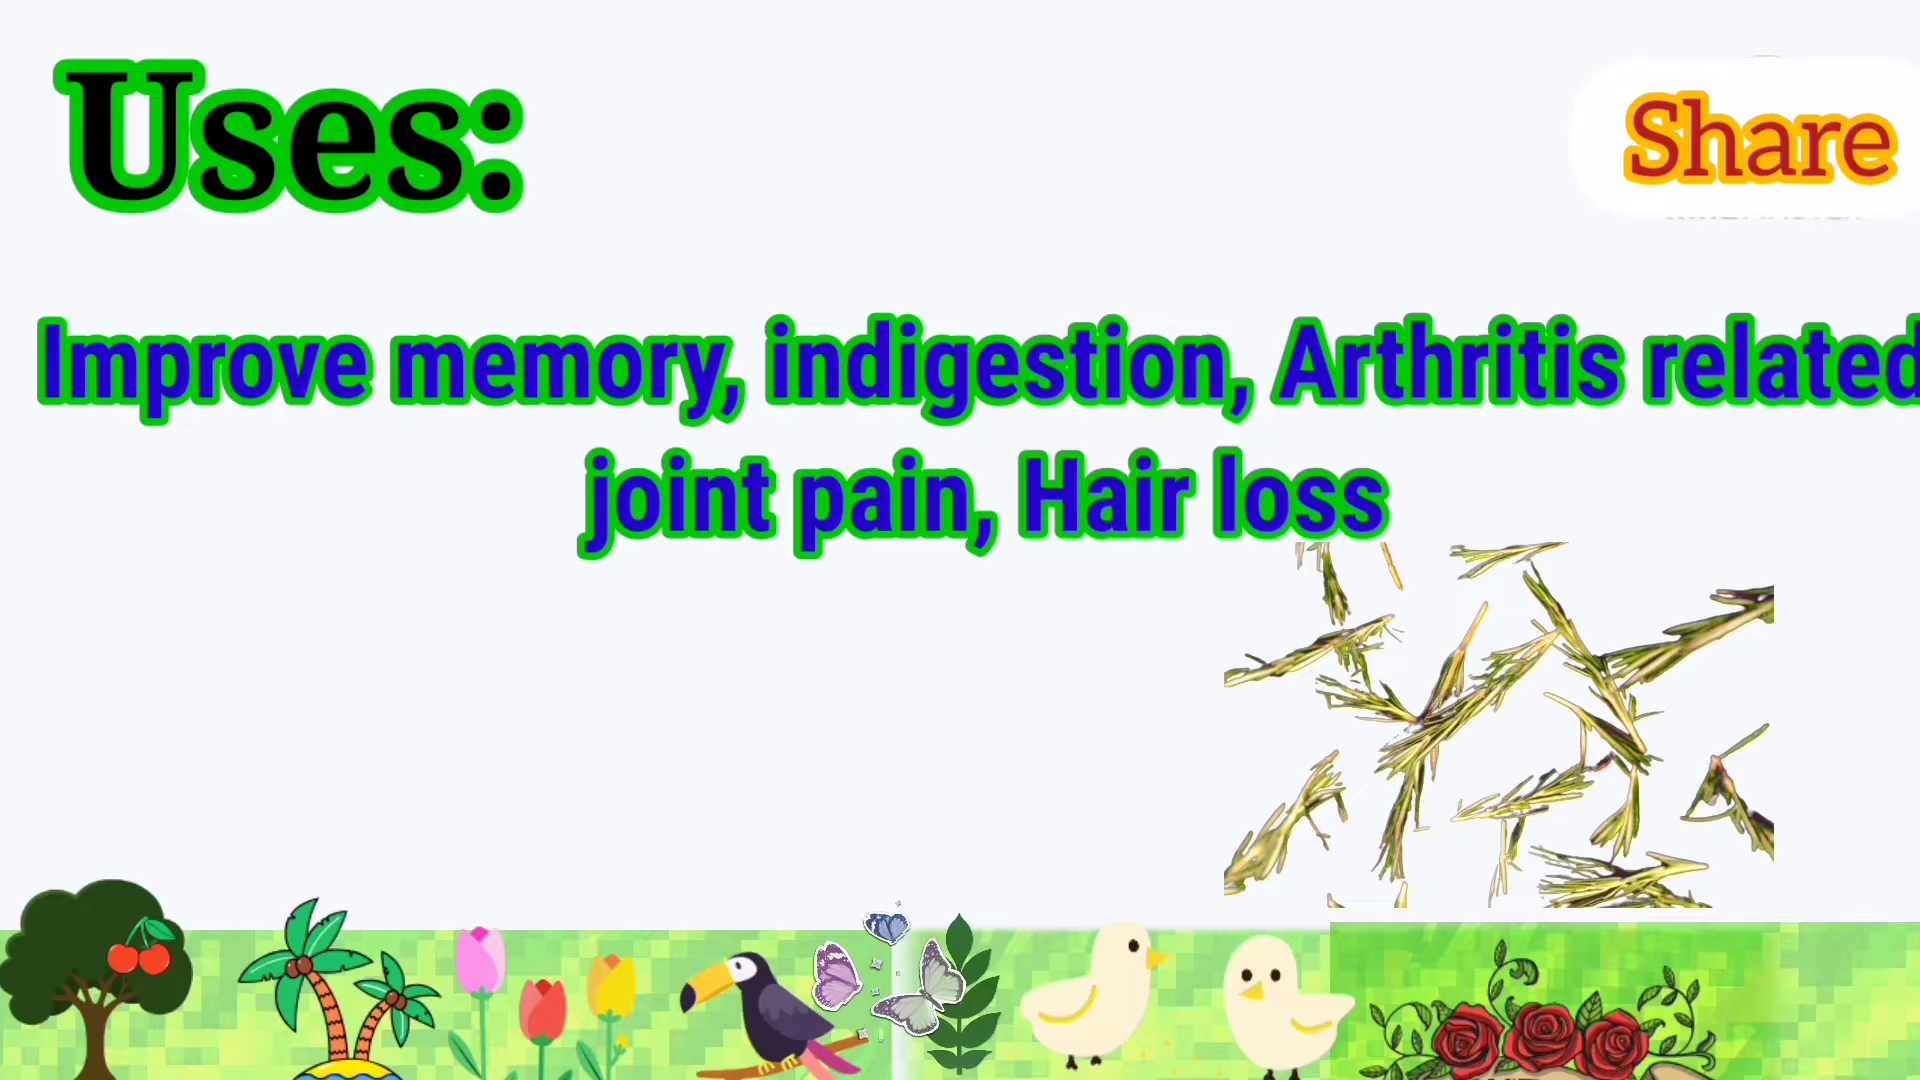 Uses:
Share
Improve memory, indigestion, Arthritis related
joint pain, Hair loss